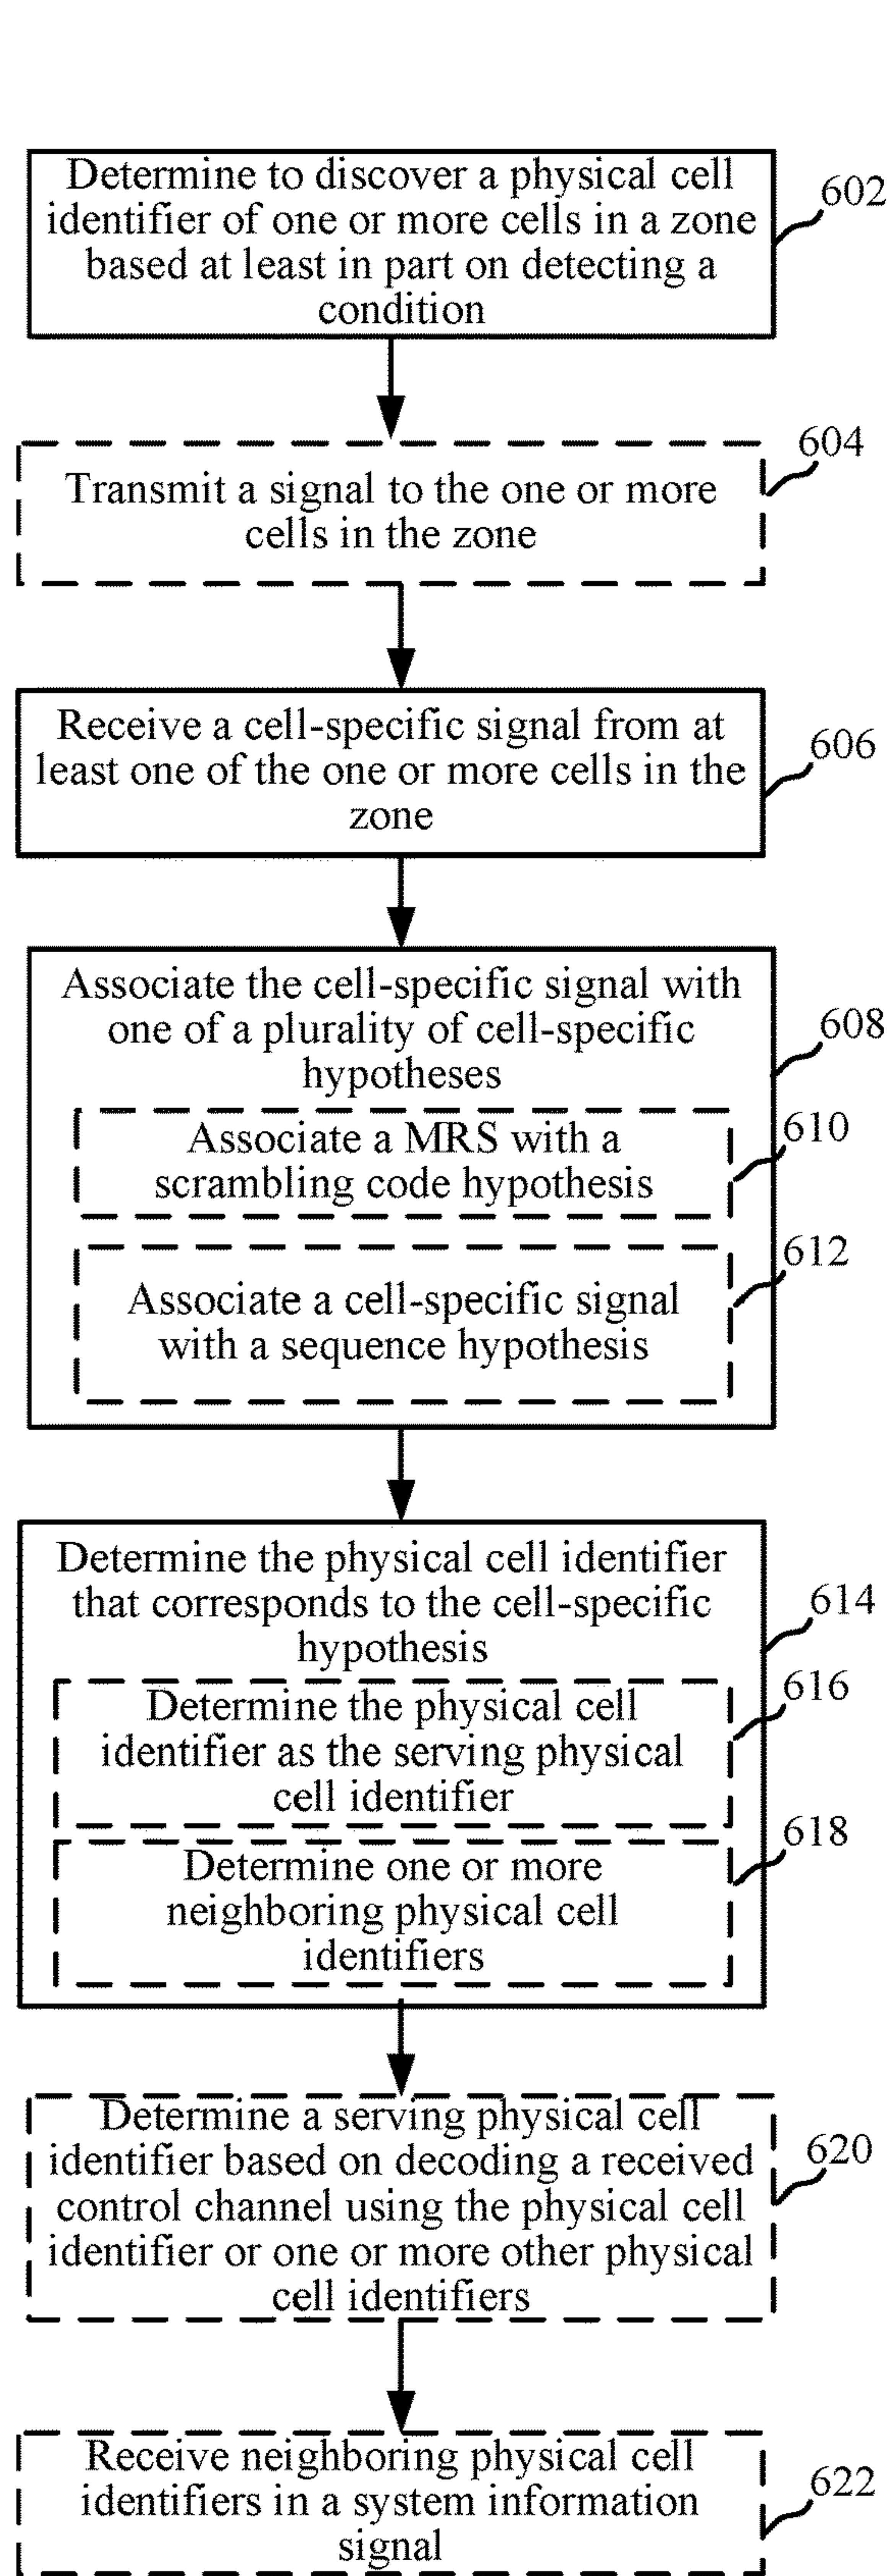 Determine to discover a physical cell
identifier of one or more cells in a zone
based at least in part on detecting a
condition
602
Transmit a signal to the one or more
cells in the zone
604
Receive a cell-specific signal from at
least one of the one or more cells in the
zone
606
Associate the cell-specific signal with
one of a plurality of cell-specific
hypotheses
608
Associate a MRS with a
scrambling code hypothesis
610
Associate a cell-specific signal
with a sequence hypothesis
612
Determine the physical cell identifier
that corresponds to the cell-specific
hypothesis
614
Determine the physical cell
identifier as the serving physical
cell identifier
616
Determine one or more
neighboring physical cell
identifiers
618
Determine a serving physical cell
identifier based on decoding a received
control channel using the physical cell
identifier or one or more other physical
cell identifiers
620
Receive neighboring physical cell
identifiers in a system information
signal
622